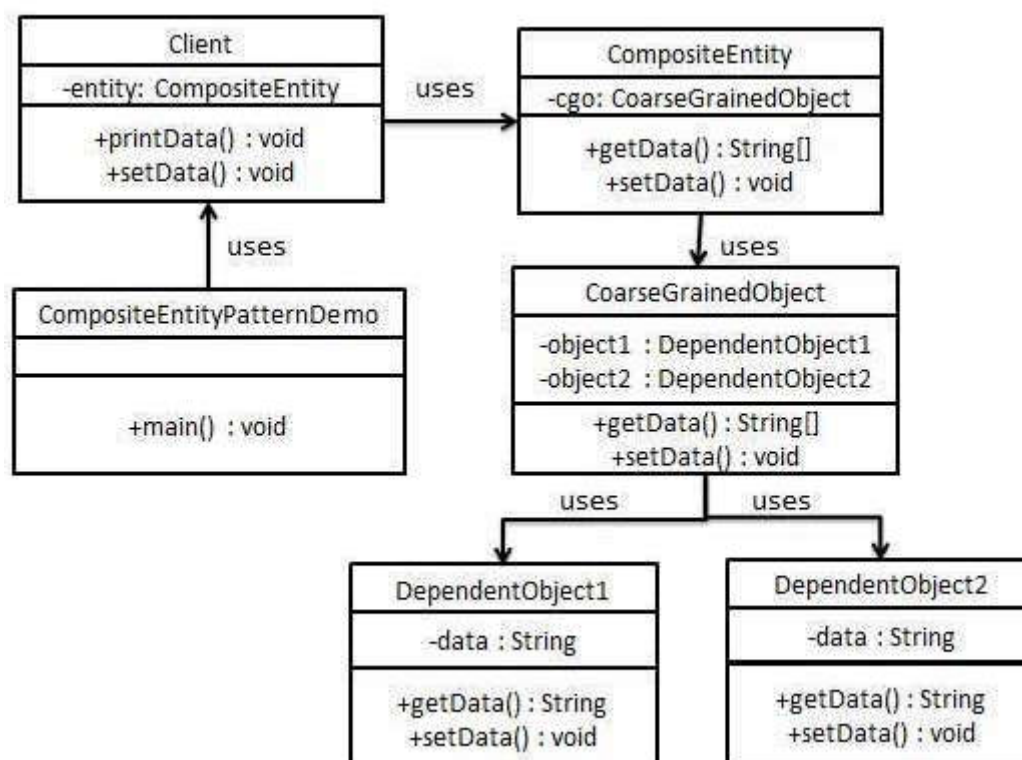 Client
-entity: CompositeEntity
+printData() : void
+setData() : void
uses
CompositeEntity
-cgo: CoarseGrainedObject
+getData() : String[]
+setData() : void
uses
uses
CompositeEntityPatternDemo
+main() : void
CoarseGrainedObject
-object1 : DependentObject1
-object2 : DependentObject2
+getData() : String[]
+setData() : void
uses
uses
DependentObject1
-data : String
+getData() : String
+setData() : void
DependentObject2
-data : String
+getData() : String
+setData() : void